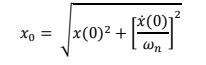 x₀ = √(x(0)² + [ẋ(0)/ωₙ]²)